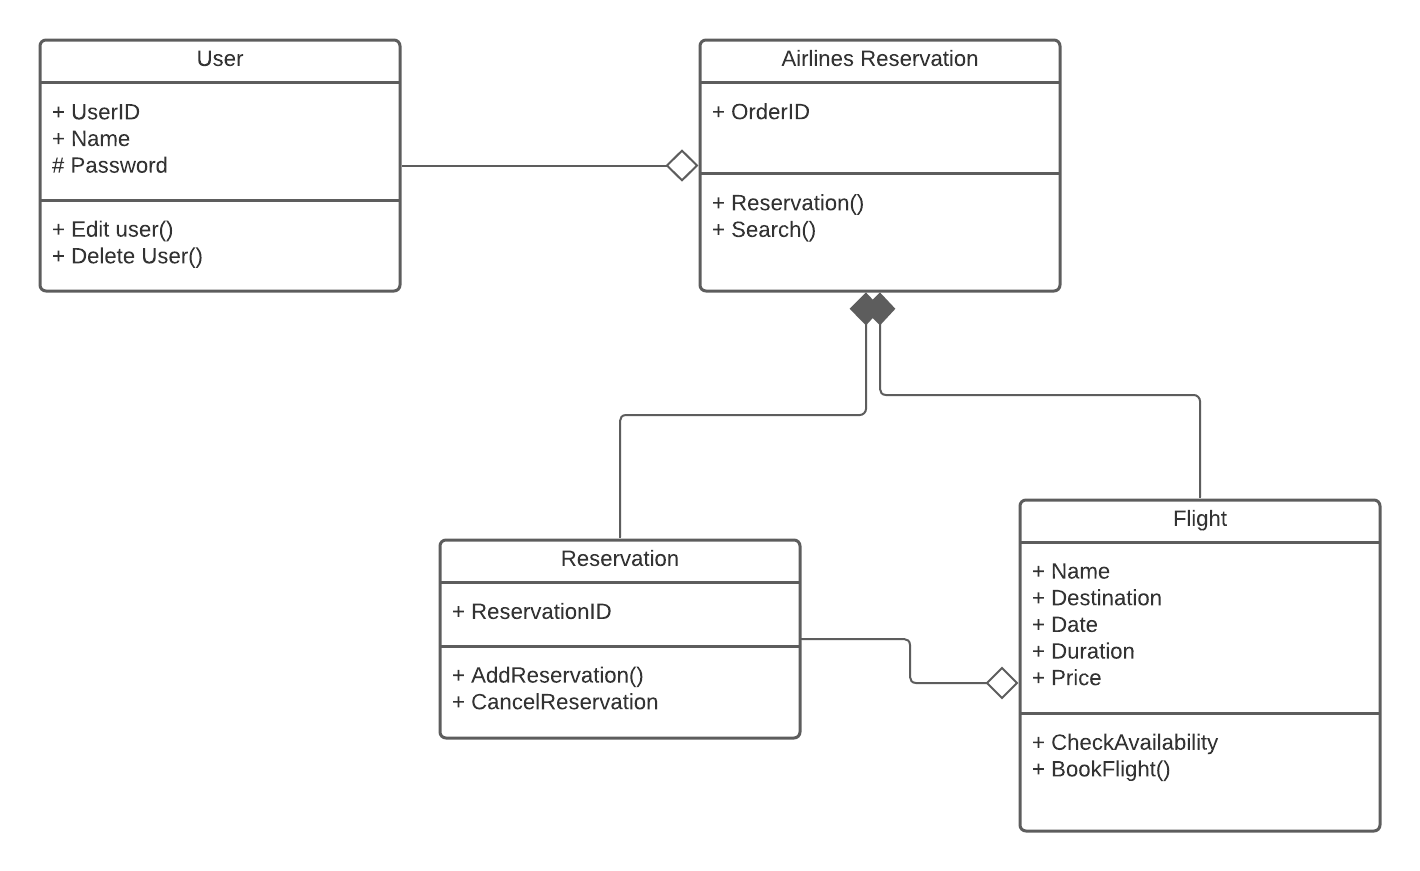 User
+ UserID
+ Name
# Password
+ Edit user()
+ Delete User()
Airlines Reservation
+ OrderID
+ Reservation()
+ Search()
Reservation
+ ReservationID
+ AddReservation()
+ CancelReservation
Flight
+ Name
+ Destination
+ Date
+ Duration
+ Price
+ CheckAvailability
+ BookFlight()